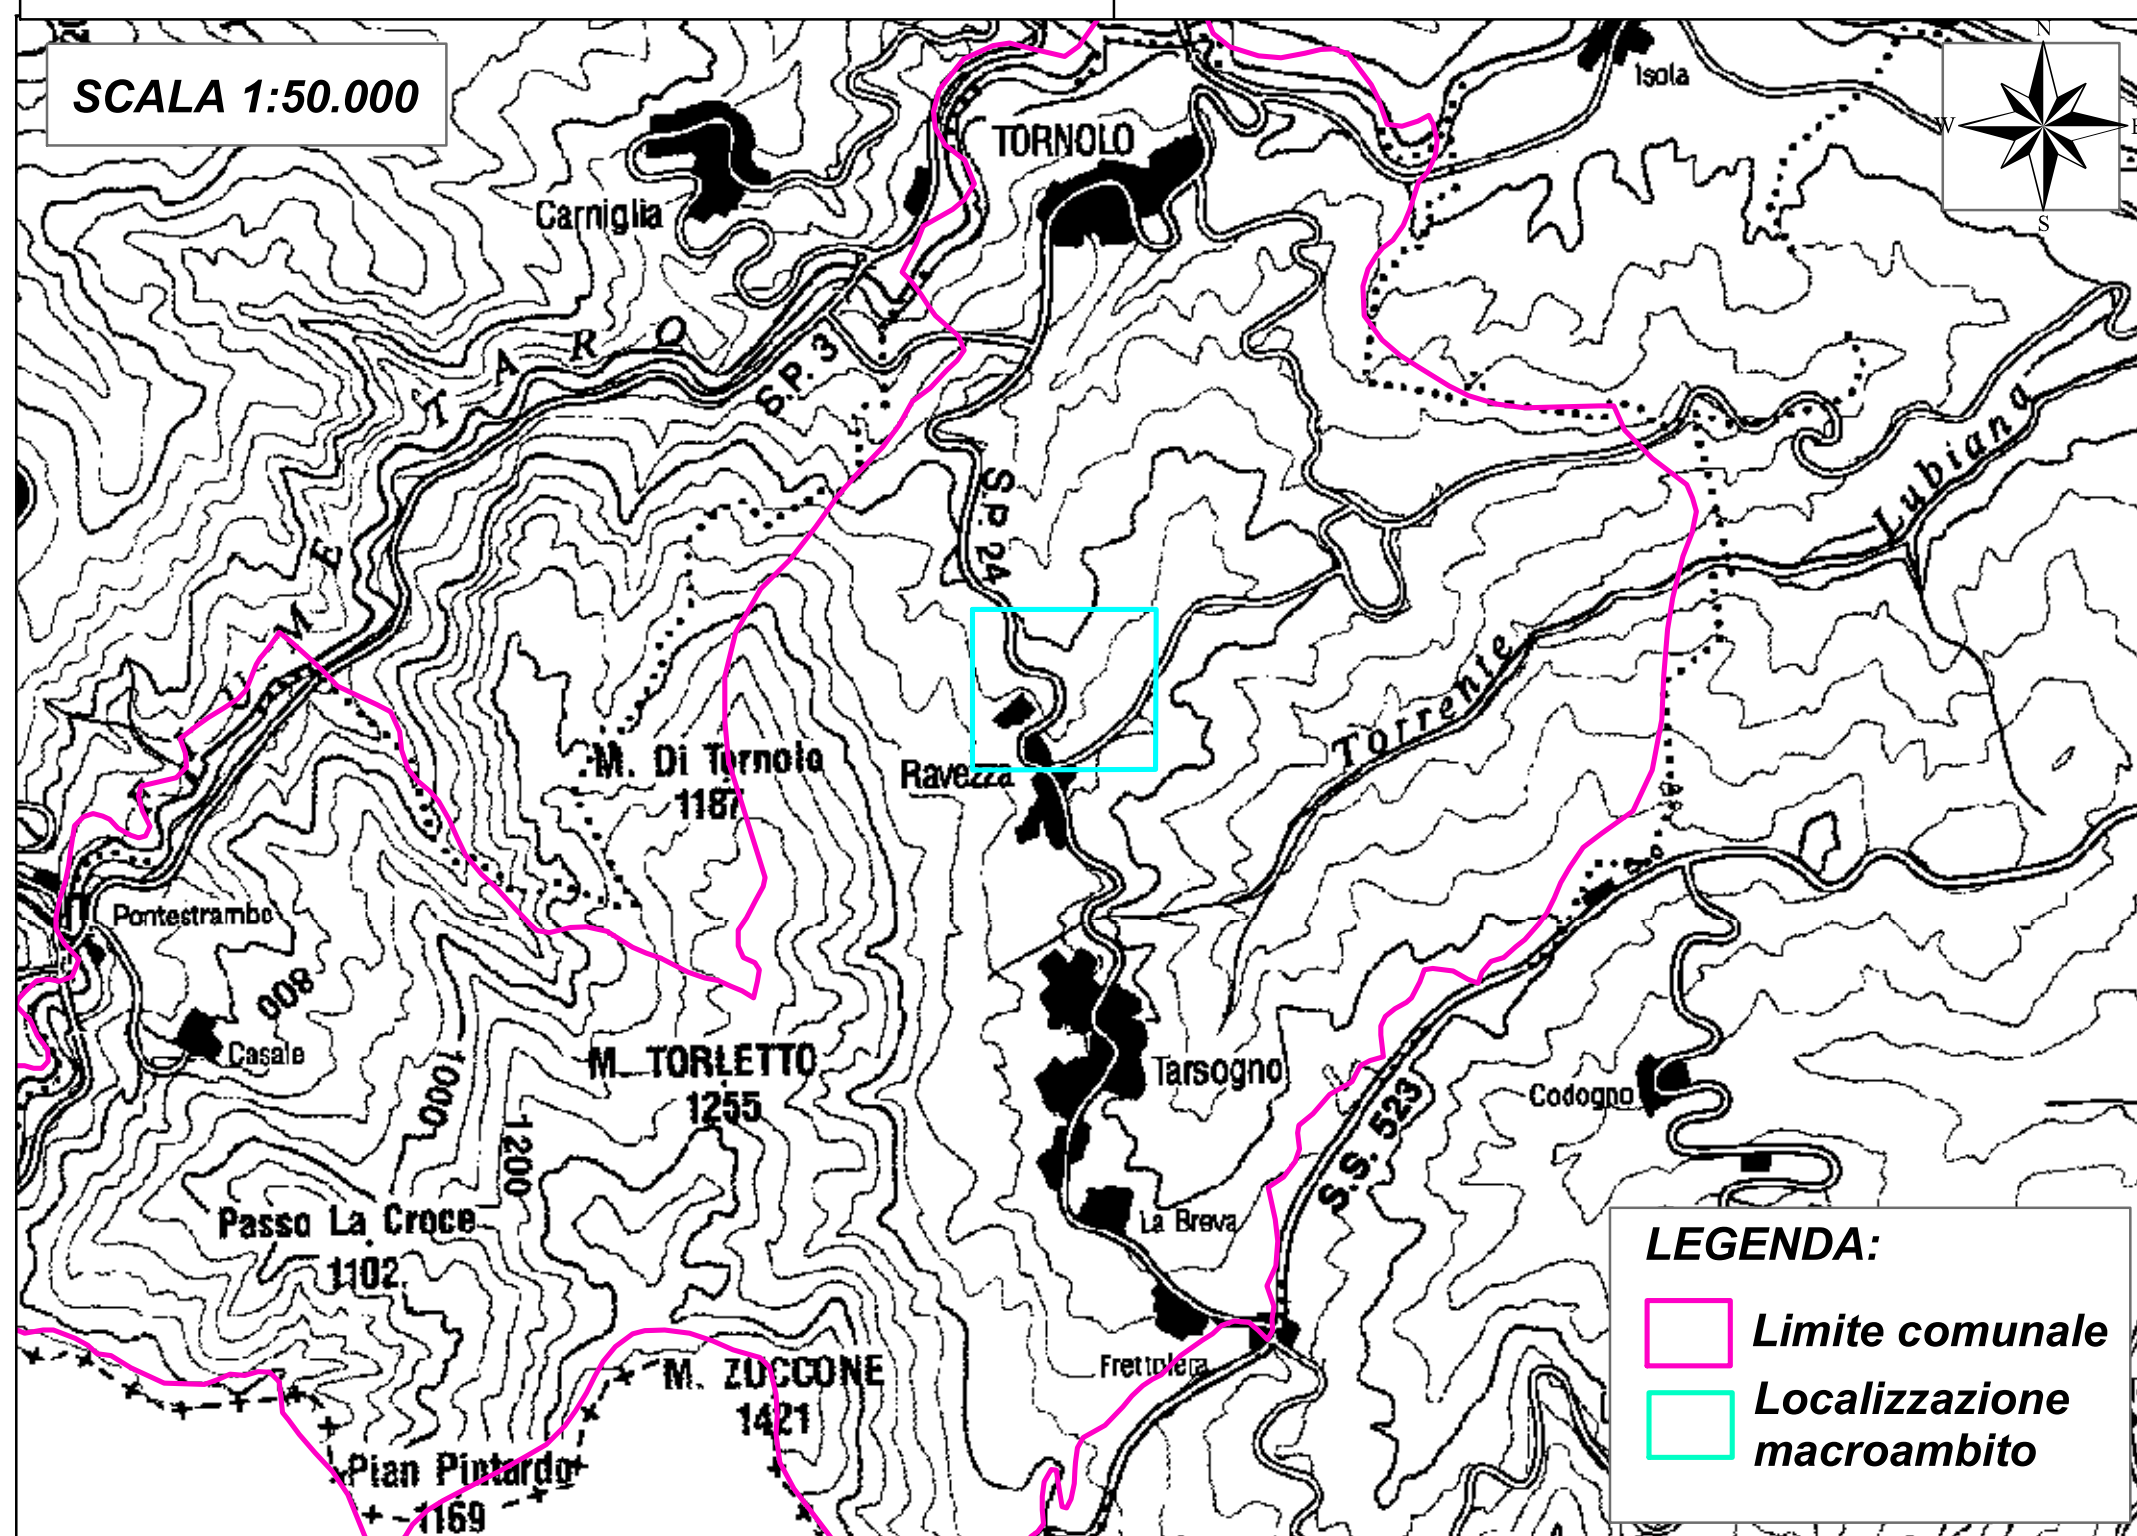 SCALA 1:50.000
N
W
S
Isola
TORNOLO
Carniglia
S.P. 3
TARO
S.P. 24
Lubiana
UME
Torrente
M. Di Tornolo
1187
Ravezza
Pontestrambo
800
Casale
1000
1200
M. TORLETTO
1255
Tarsogno
Codogno
S.S. 523
Passo La Croce
1102
La Breva
Frettolera
M. ZUCCONE
1421
Pian Pintardo
1169
LEGENDA:
Limite comunale
Localizzazione
macroambito